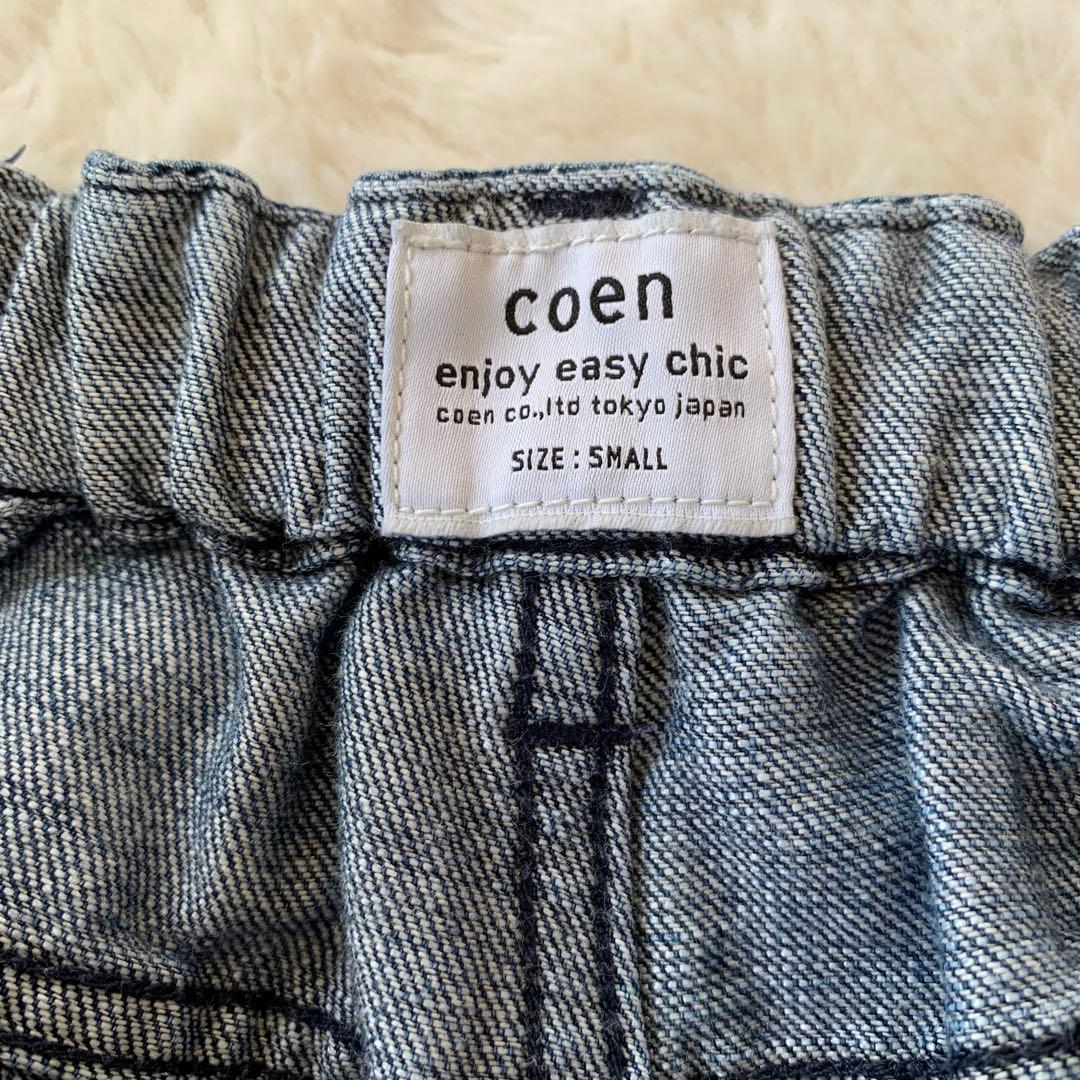 coen
enjoy easy chic
coen co.,ltd tokyo japan
SIZE : SMALL